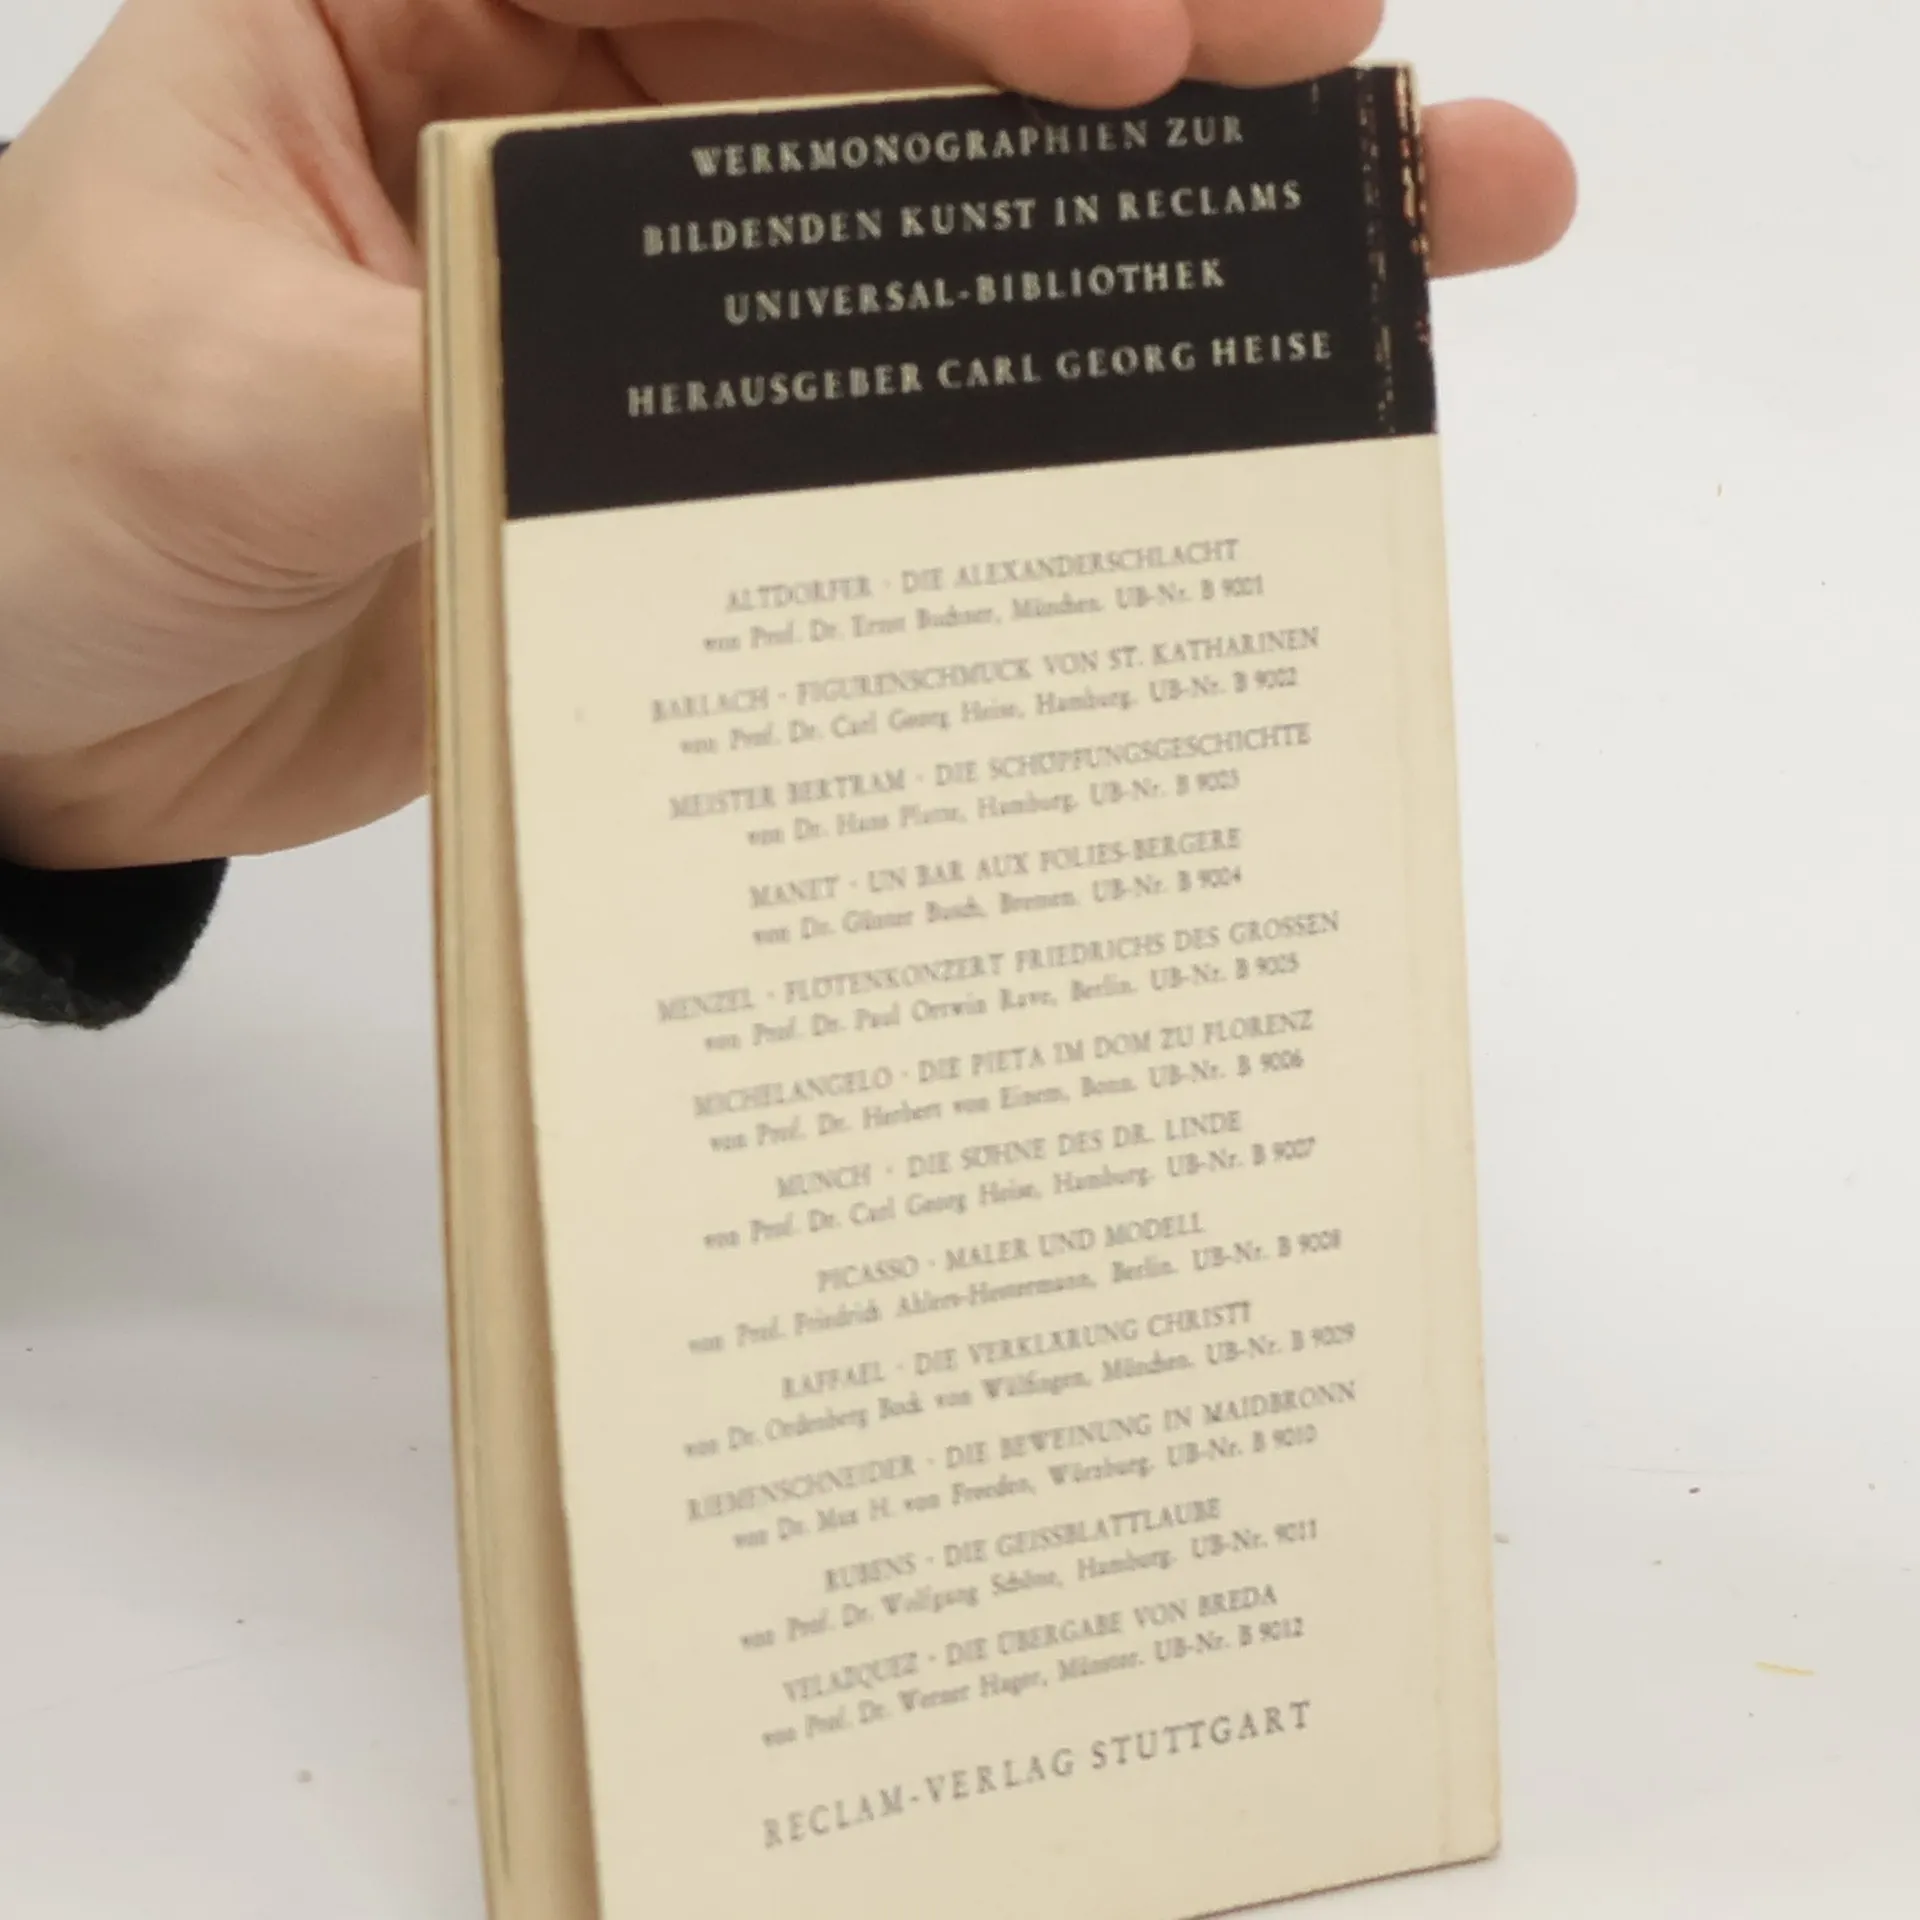 WERKMONOGRAPHIEN ZUR
BILDENDEN KUNST IN RECLAMS
UNIVERSAL-BIBLIOTHEK
HERAUSGEBER CARL GEORG HEISE
ALTDORFER · DIE ALEXANDERSCHLACHT
von Prof. Dr. Ernst Buchner, München. UB-Nr. B 9001
BARLACH · FIGURENSCHMUCK VON ST. KATHARINEN
von Prof. Dr. Carl Georg Heise, Hamburg. UB-Nr. B 9002
MEISTER BERTRAM · DIE SCHÖPFUNGSGESCHICHTE
von Dr. Hans Platte, Hamburg. UB-Nr. B 9003
MANET · UN BAR AUX FOLIES-BERGERE
von Dr. Günter Busch, Bremen. UB-Nr. B 9004
MENZEL · FLÖTENKONZERT FRIEDRICHS DES GROSSEN
von Prof. Dr. Paul Ortwin Rave, Berlin. UB-Nr. B 9005
MICHELANGELO · DIE PIETA IM DOM ZU FLORENZ
von Prof. Dr. Herbert von Einem, Bonn. UB-Nr. B 9006
MUNCH · DIE SÖHNE DES DR. LINDE
von Prof. Dr. Carl Georg Heise, Hamburg. UB-Nr. B 9007
PICASSO · MALER UND MODELL
von Prof. Friedrich Ahlers-Hestermann, Berlin. UB-Nr. B 9008
RAFFAEL · DIE VERKLÄRUNG CHRISTI
von Dr. Ordenberg Bock von Wülfingen, München. UB-Nr. B 9009
RIEMENSCHNEIDER · DIE BEWEINUNG IN MAIDBRONN
von Dr. Max H. von Freeden, Würzburg. UB-Nr. B 9010
RUBENS · DIE GEISSBLATTLAUBE
von Prof. Dr. Wolfgang Schöne, Hamburg. UB-Nr. 9011
VELAZQUEZ · DIE ÜBERGABE VON BREDA
von Prof. Dr. Werner Hager, Münster. UB-Nr. B 9012
RECLAM-VERLAG STUTTGART